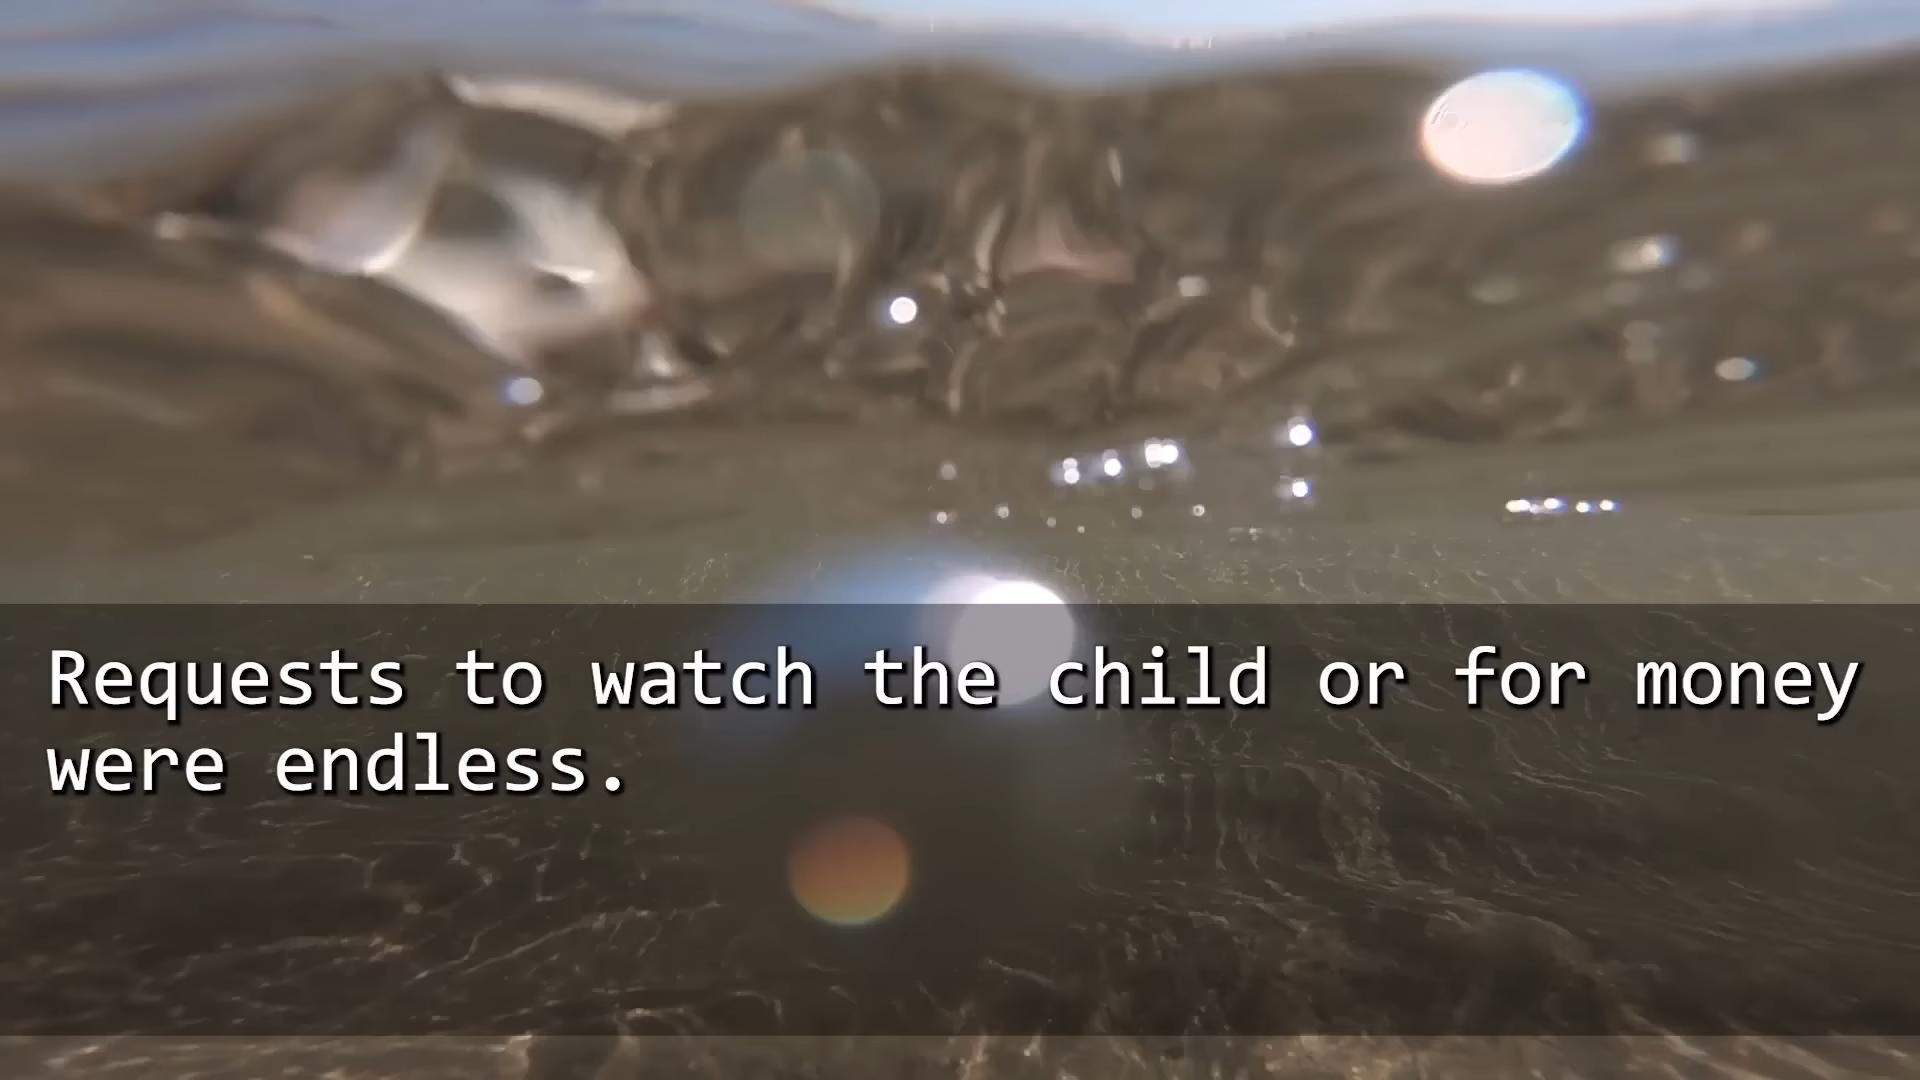 Requests to watch the child or for money
were endless.